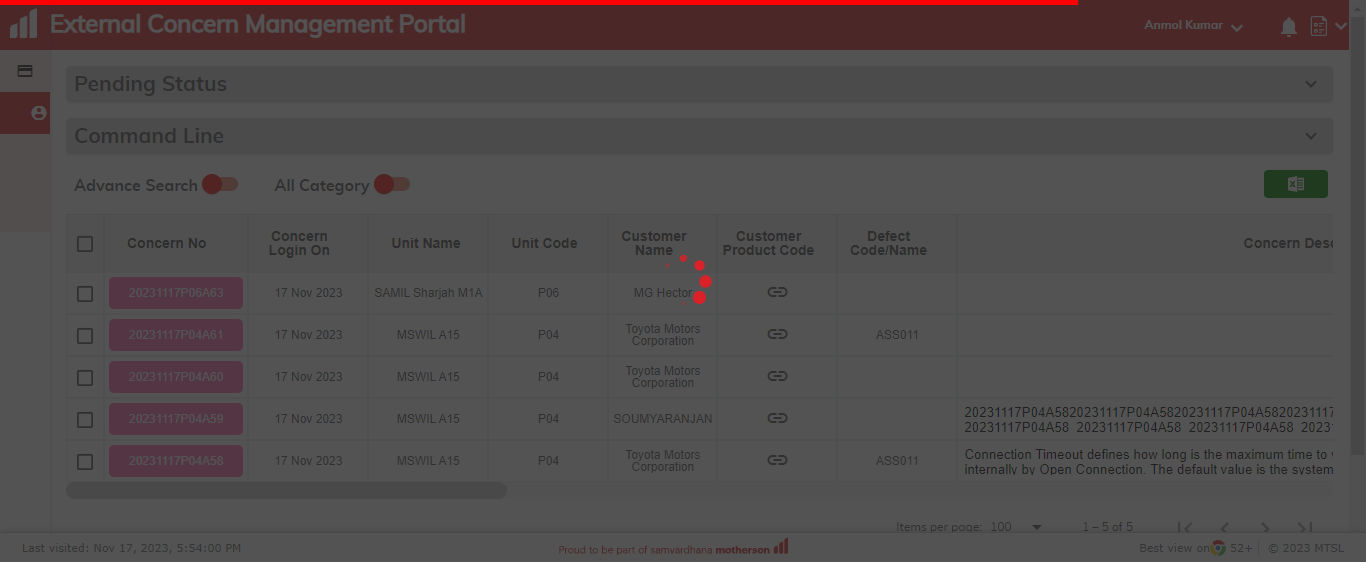 External Concern Management Portal
Anmol Kumar
Pending Status
Command Line
Advance Search
All Category
Concern No
Concern
Login On
Unit Name
Unit Code
Customer
Name
Customer
Product Code
Defect
Code/Name
Concern Desc
20231117P06A63
17 Nov 2023
SAMIL Sharjah M1A
P06
MG Hector
20231117P04A61
17 Nov 2023
MSWIL A15
P04
Toyota Motors
Corporation
ASS011
20231117P04A60
17 Nov 2023
MSWIL A15
P04
Toyota Motors
Corporation
20231117P04A59
17 Nov 2023
MSWIL A15
P04
SOUMYARANJAN
20231117P04A5820231117P04A5820231117P04A5820231117
20231117P04A58 20231117P04A58 20231117P04A58 2023
20231117P04A58
17 Nov 2023
MSWIL A15
P04
Toyota Motors
Corporation
ASS011
Connection Timeout defines how long is the maximum time to
internally by Open Connection. The default value is the system
Items per page: 100
1 – 5 of 5
Last visited: Nov 17, 2023, 5:54:00 PM
Proud to be part of samvardhana motherson
Best view on 52+
© 2023 MTSL